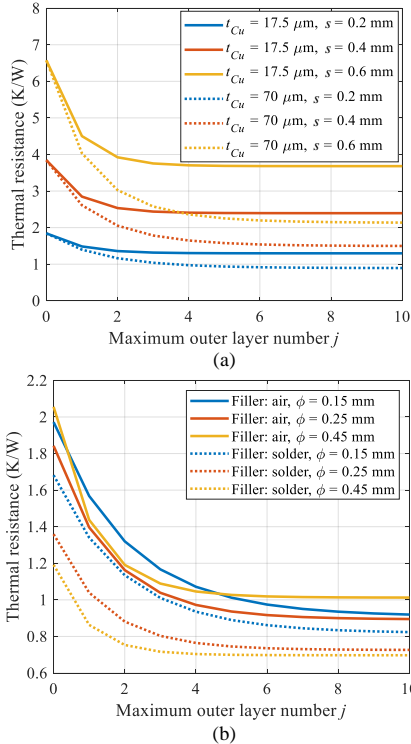 8
7
6
5
4
3
2
1
0
Thermal resistance (K/W)
t_Cu = 17.5 μm, s = 0.2 mm
t_Cu = 17.5 μm, s = 0.4 mm
t_Cu = 17.5 μm, s = 0.6 mm
t_Cu = 70 μm, s = 0.2 mm
t_Cu = 70 μm, s = 0.4 mm
t_Cu = 70 μm, s = 0.6 mm
0 2 4 6 8 10
Maximum outer layer number j
(a)
2.2
2
1.8
1.6
1.4
1.2
1
0.8
0.6
Thermal resistance (K/W)
Filler: air, ϕ = 0.15 mm
Filler: air, ϕ = 0.25 mm
Filler: air, ϕ = 0.45 mm
Filler: solder, ϕ = 0.15 mm
Filler: solder, ϕ = 0.25 mm
Filler: solder, ϕ = 0.45 mm
0 2 4 6 8 10
Maximum outer layer number j
(b)